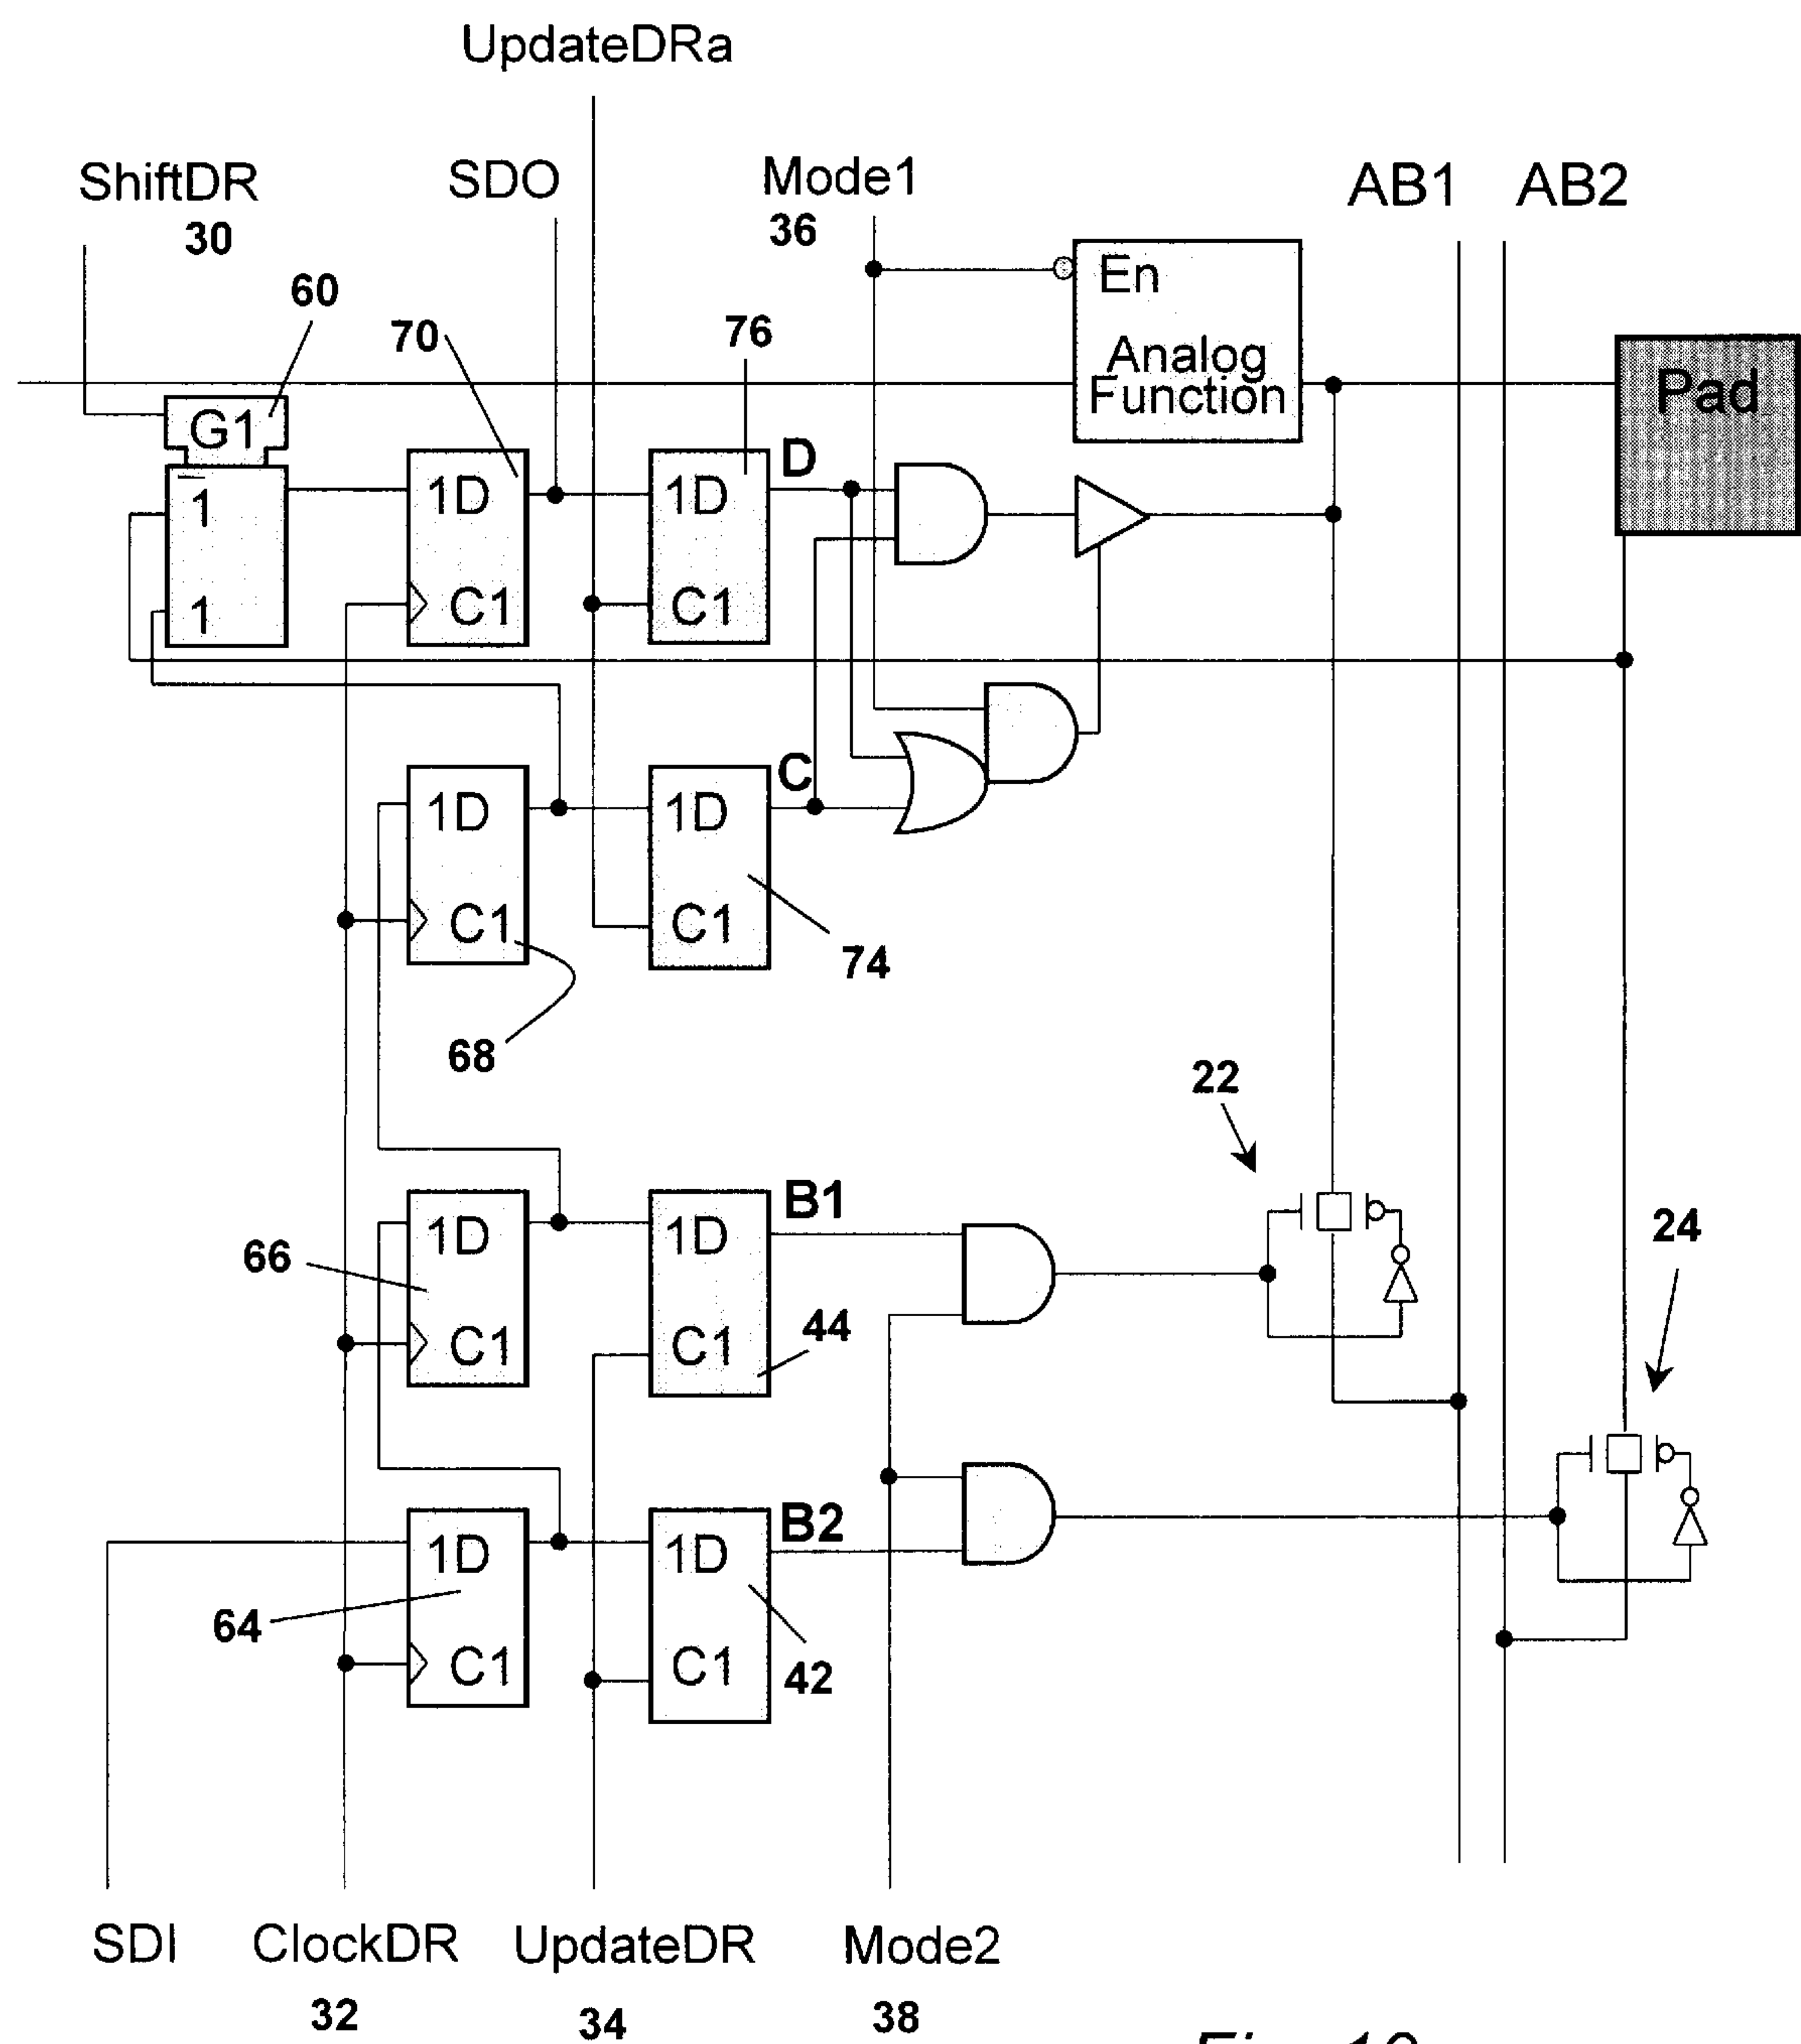 UpdateDRa
ShiftDR
30
SDO
Mode1
36
AB1
AB2
60
70
76
En
Analog
Function
Pad
G1
1
1
1D
C1
1D
C1
D
1D
C1
68
1D
C1
74
C
22
24
66
1D
C1
1D
C1
B1
44
64
1D
C1
1D
C1
B2
42
SDI
ClockDR
32
UpdateDR
34
Mode2
38